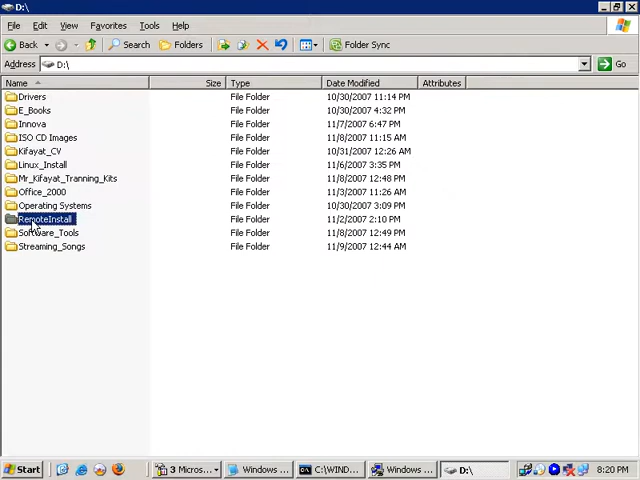 D:\
File Edit View Favorites Tools Help
Back Search Folders Folder Sync
Address D:\ Go
Name Size Type Date Modified Attributes
Drivers File Folder 10/30/2007 11:14 PM
E_Books File Folder 10/30/2007 4:32 PM
Innova File Folder 11/7/2007 6:47 PM
ISO CD Images File Folder 11/8/2007 11:15 AM
Kifayat_CV File Folder 10/31/2007 12:26 AM
Linux_Install File Folder 11/6/2007 3:35 PM
Mr_Kifayat_Tranning_Kits File Folder 11/8/2007 12:48 PM
Office_2000 File Folder 11/3/2007 11:26 AM
Operating Systems File Folder 10/30/2007 3:09 PM
RemoteInstall File Folder 11/2/2007 2:10 PM
Software_Tools File Folder 11/8/2007 12:49 PM
Streaming_Songs File Folder 11/9/2007 12:44 AM
Start 3 Micros... Windows ... C:\WIND... Windows ... D:\ 8:20 PM